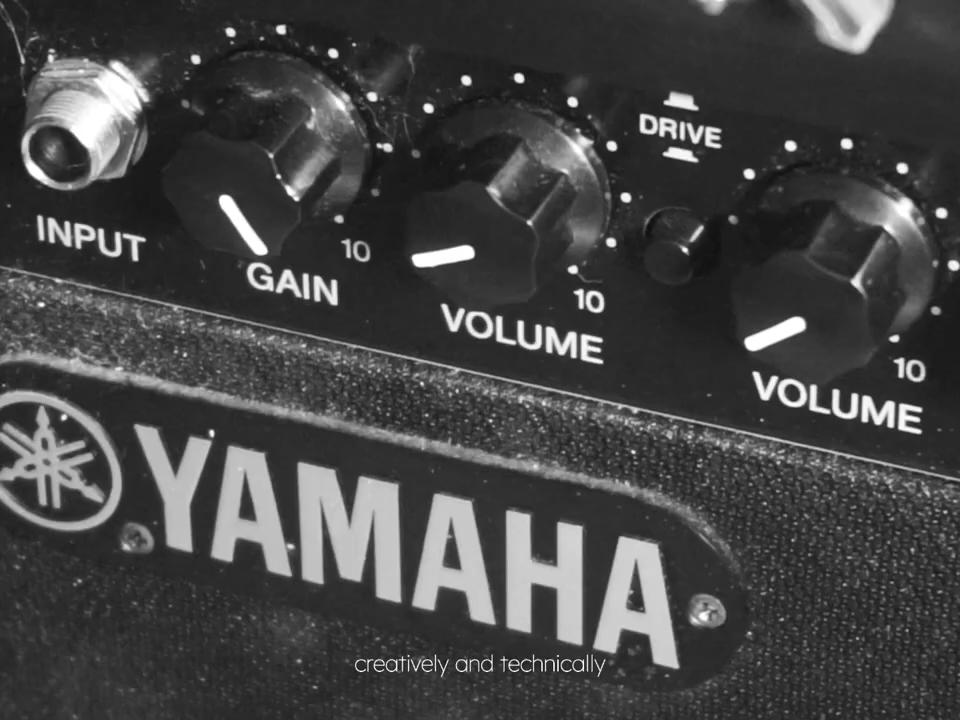 DRIVE
INPUT
10
GAIN
10
VOLUME
10
VOLUME
YAMAHA
creatively and technically